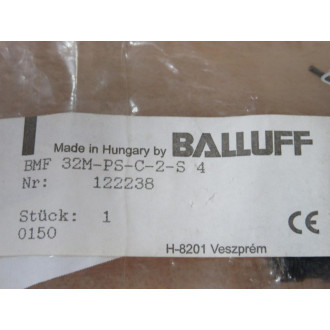 Made in Hungary by BALLUFF
BMF 32M-PS-C-2-S 4
Nr: 122238
Stück: 1
0150
CE
H-8201 Veszprém